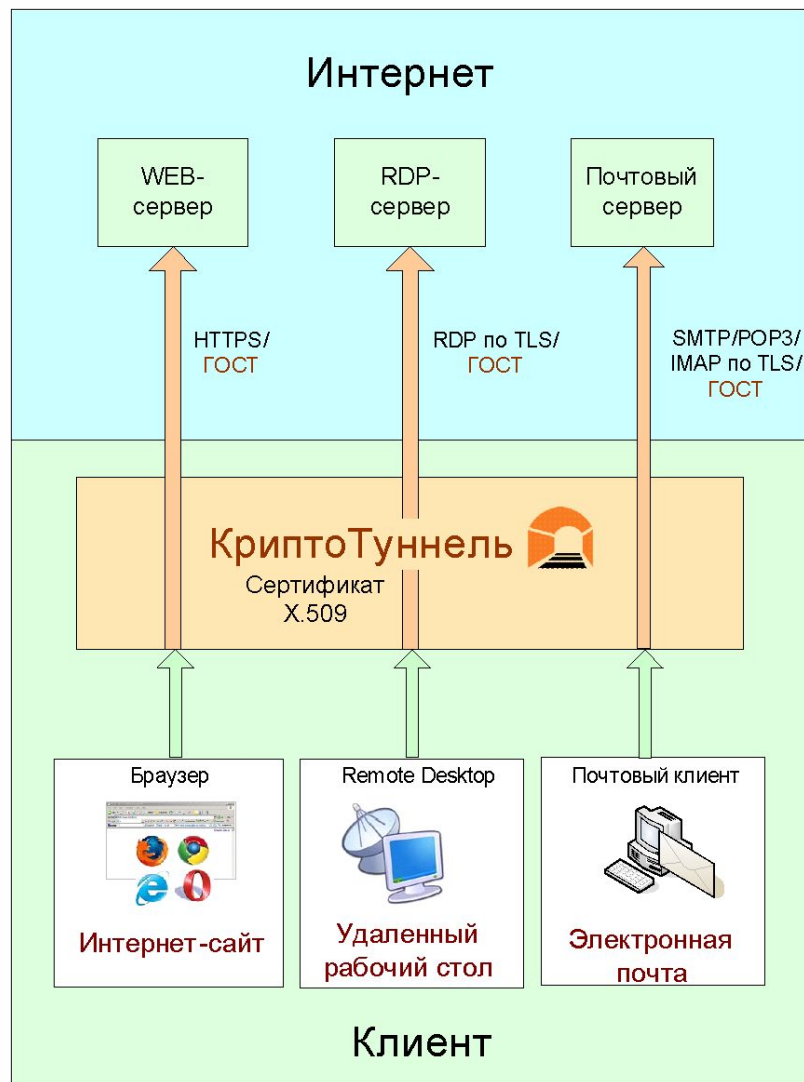 Интернет
WEB-
сервер
RDP-
сервер
Почтовый
сервер
HTTPS/
ГОСТ
RDP по TLS/
ГОСТ
SMTP/POP3/
IMAP по TLS/
ГОСТ
КриптоТуннель
Сертификат
X.509
Браузер
Интернет-сайт
Remote Desktop
Удаленный
рабочий стол
Почтовый клиент
Электронная
почта
Клиент